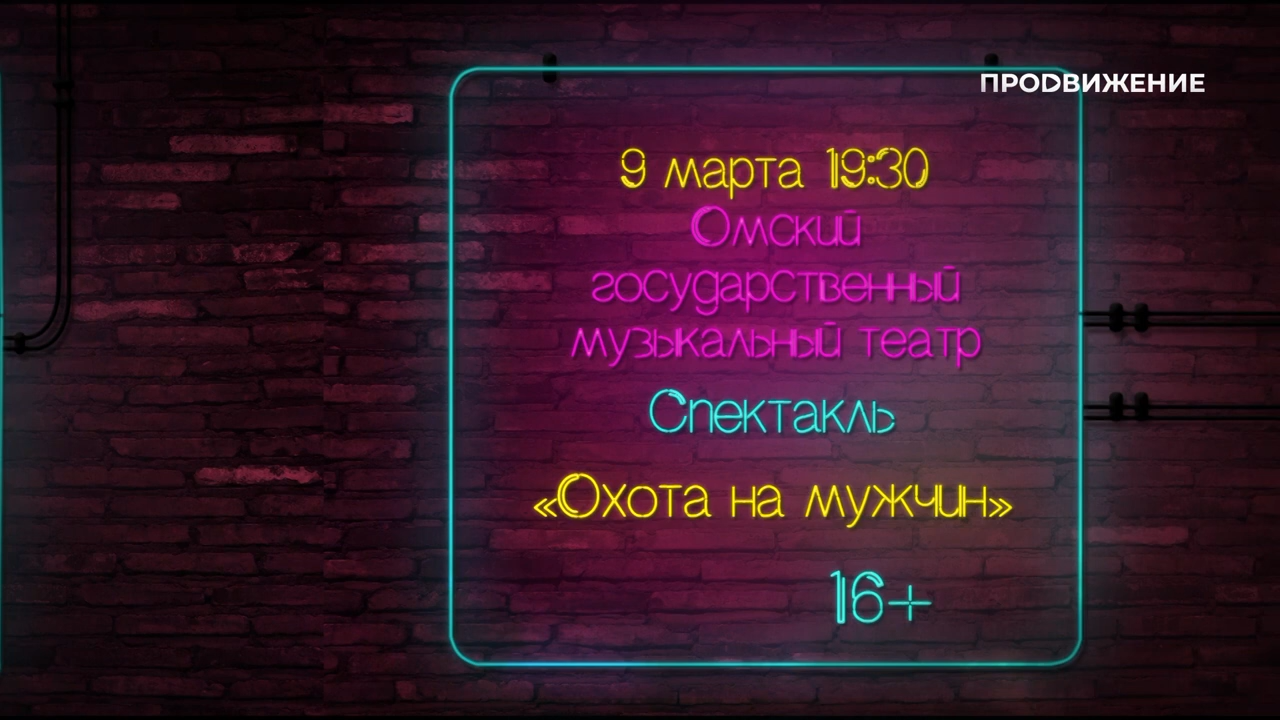 ПРОДВИЖЕНИЕ
9 марта 19:30
Омский
государственный
музыкальный театр
Спектакль
«Охота на мужчин»
16+